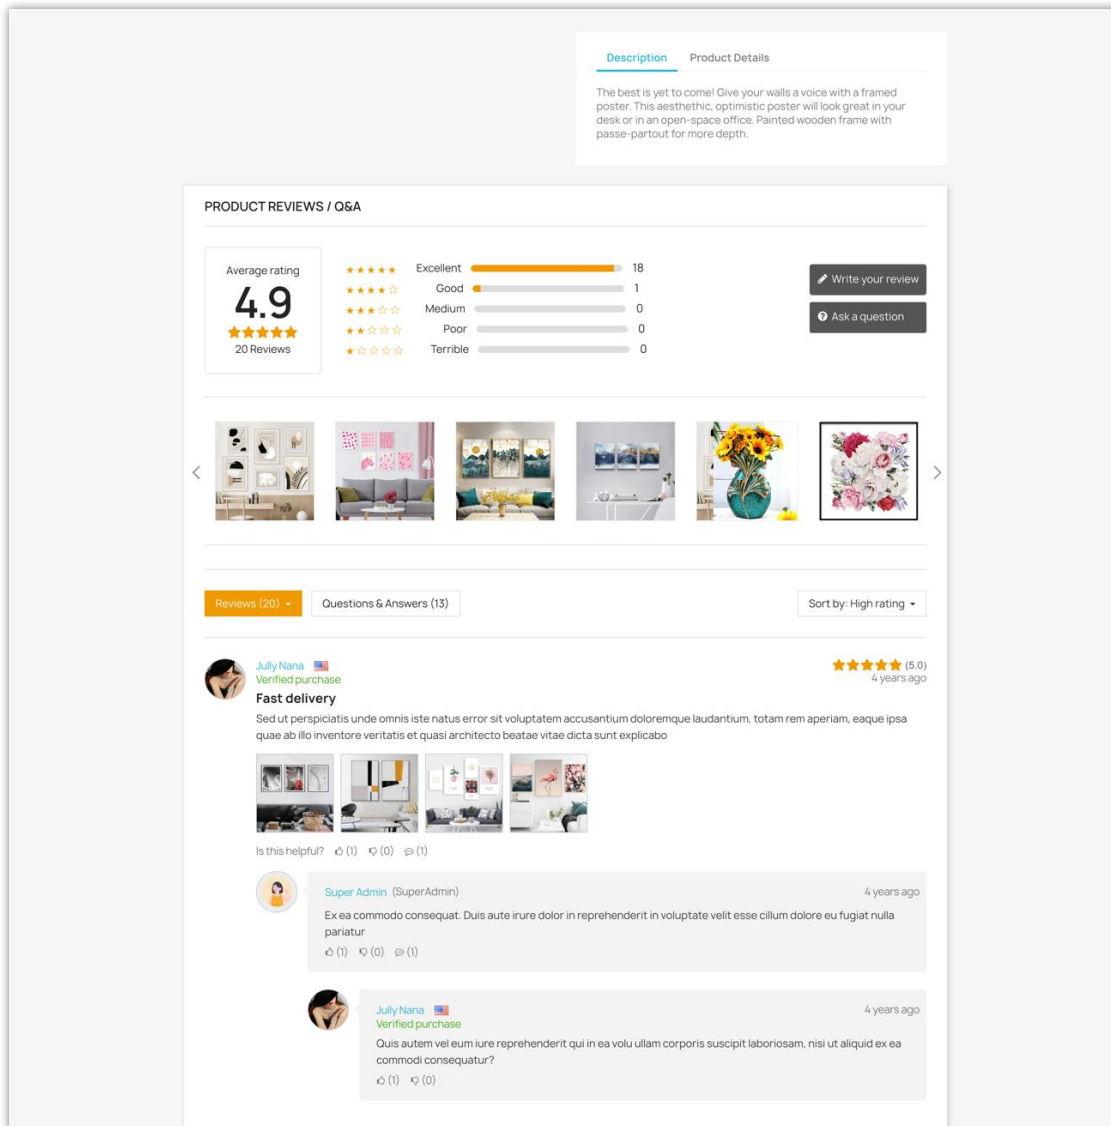 Description Product Details
The best is yet to come! Give your walls a voice with a framed
poster. This aesthethic, optimistic poster will look great in your
desk or in an open-space office. Painted wooden frame with
passe-partout for more depth.
PRODUCT REVIEWS / Q&A
Average rating
4.9
20 Reviews
Excellent 18
Good 1
Medium 0
Poor 0
Terrible 0
Write your review
Ask a question
Reviews (20) Questions & Answers (13) Sort by: High rating
Jully Nana (5.0)
Verified purchase 4 years ago
Fast delivery
Sed ut perspiciatis unde omnis iste natus error sit voluptatem accusantium doloremque laudantium, totam rem aperiam, eaque ipsa
quae ab illo inventore veritatis et quasi architecto beatae vitae dicta sunt explicabo
Is this helpful? (1) (0) (1)
Super Admin (SuperAdmin) 4 years ago
Ex ea commodo consequat. Duis aute irure dolor in reprehenderit in voluptate velit esse cillum dolore eu fugiat nulla
pariatur
(1) (0) (1)
Jully Nana 4 years ago
Verified purchase
Quis autem vel eum iure reprehenderit qui in ea volu ullam corporis suscipit laboriosam, nisi ut aliquid ex ea
commodi consequatur?
(1) (0)